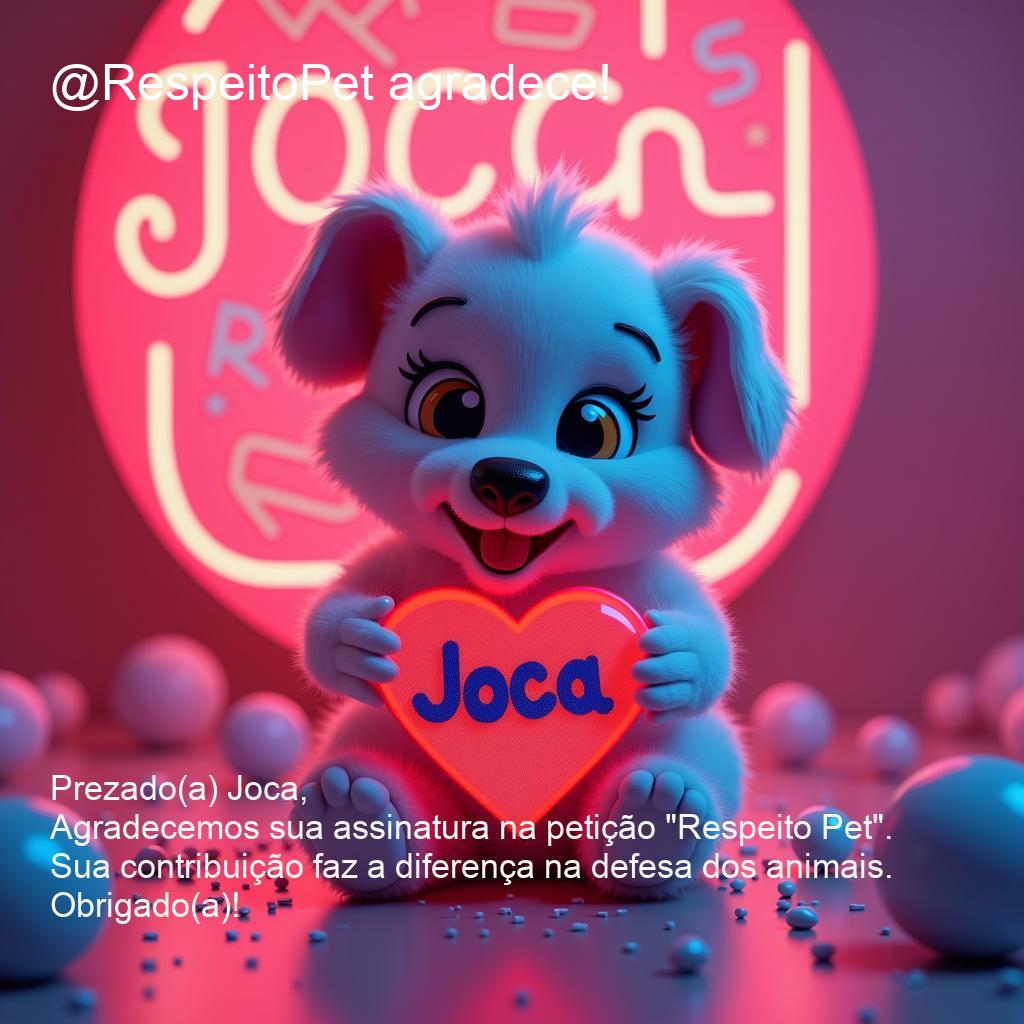 @RespeitoPet agradece!
Jocca
S
R
Joca
Prezado(a) Joca,
Agradecemos sua assinatura na petição "Respeito Pet".
Sua contribuição faz a diferença na defesa dos animais.
Obrigado(a)!